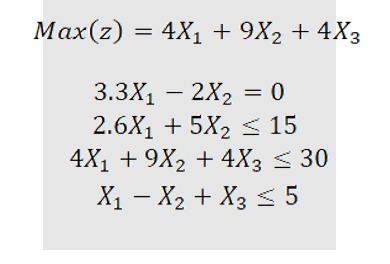 Max(z) = 4X₁ + 9X₂ + 4X₃
3.3X₁ − 2X₂ = 0
2.6X₁ + 5X₂ ≤ 15
4X₁ + 9X₂ + 4X₃ ≤ 30
X₁ − X₂ + X₃ ≤ 5